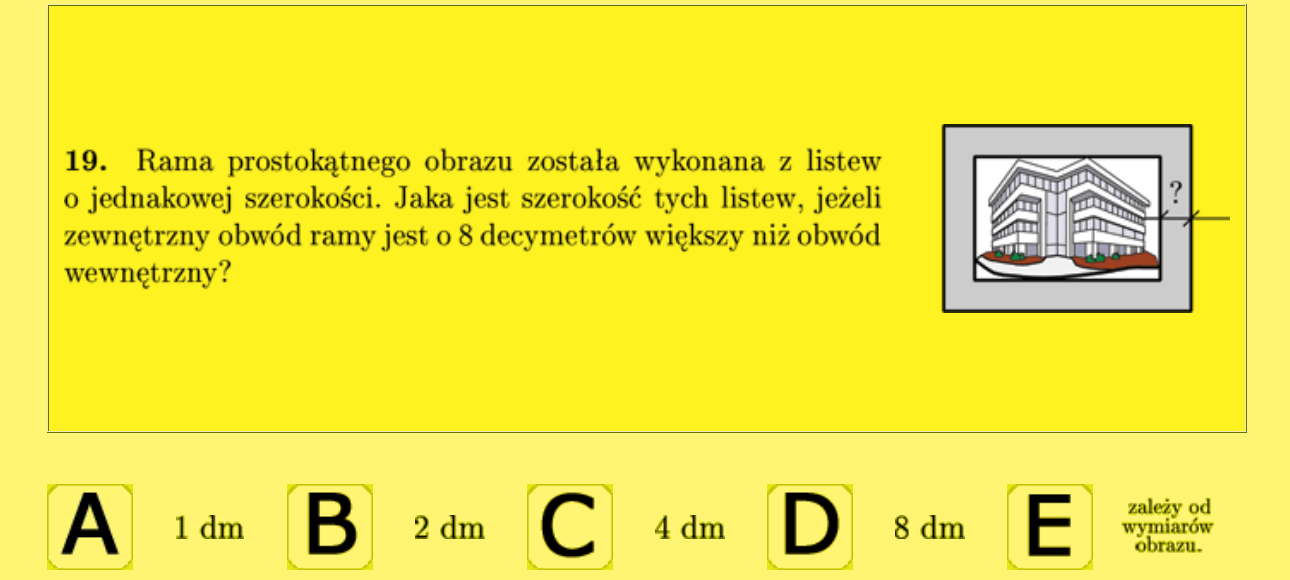 19. Rama prostokątnego obrazu została wykonana z listew
o jednakowej szerokości. Jaka jest szerokość tych listew, jeżeli
zewnętrzny obwód ramy jest o 8 decymetrów większy niż obwód
wewnętrzny?
?
A 1 dm B 2 dm C 4 dm D 8 dm E zależy od
wymiarów
obrazu.